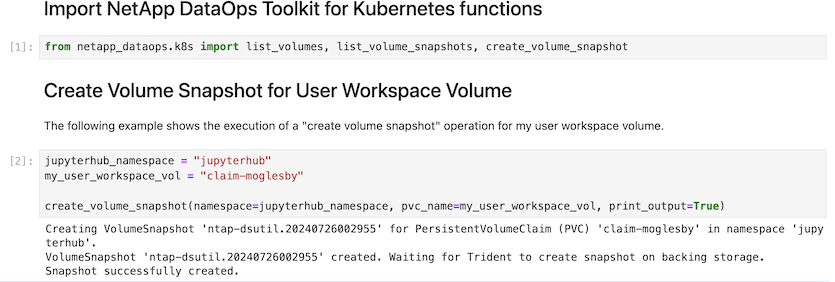 Import NetApp DataOps Toolkit for Kubernetes functions
[1]: from netapp_dataops.k8s import list_volumes, list_volume_snapshots, create_volume_snapshot
Create Volume Snapshot for User Workspace Volume
The following example shows the execution of a "create volume snapshot" operation for my user workspace volume.
[2]: jupyterhub_namespace = "jupyterhub"
my_user_workspace_vol = "claim-moglesby"
create_volume_snapshot(namespace=jupyterhub_namespace, pvc_name=my_user_workspace_vol, print_output=True)
Creating VolumeSnapshot 'ntap-dsutil.20240726002955' for PersistentVolumeClaim (PVC) 'claim-moglesby' in namespace 'jupy
terhub'.
VolumeSnapshot 'ntap-dsutil.20240726002955' created. Waiting for Trident to create snapshot on backing storage.
Snapshot successfully created.